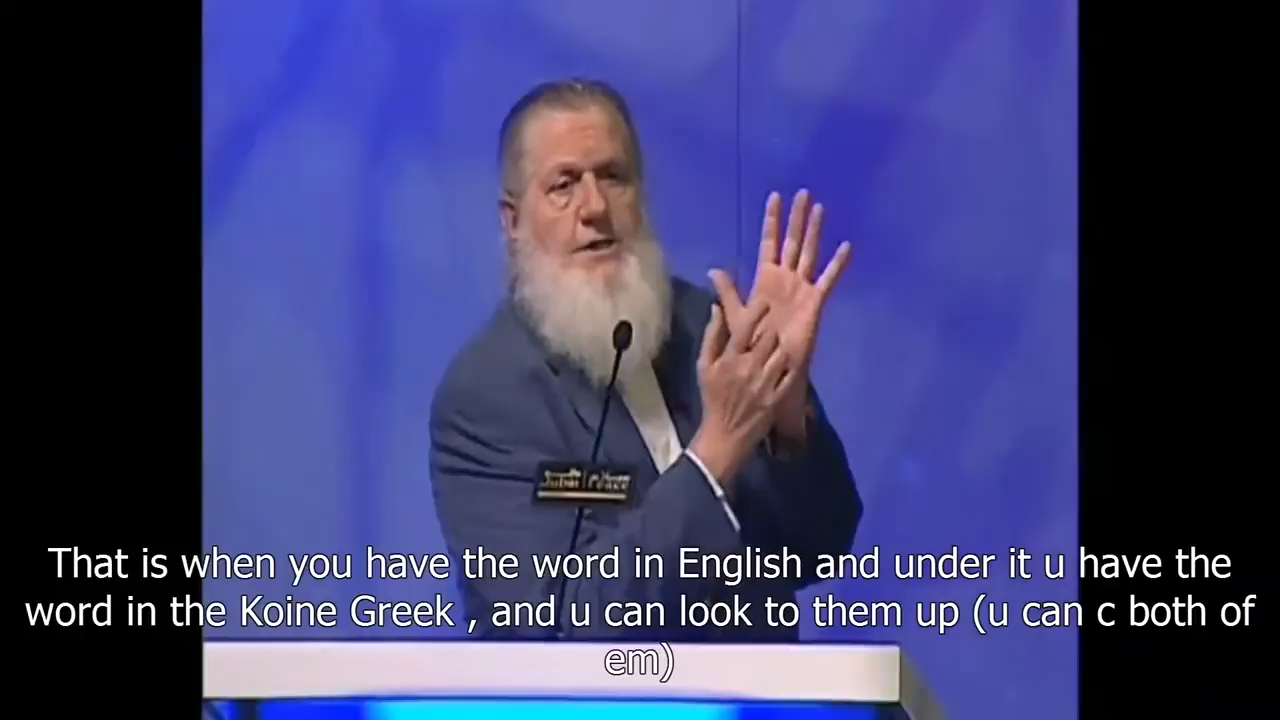 That is when you have the word in English and under it u have the
word in the Koine Greek , and u can look to them up (u can c both of
em)